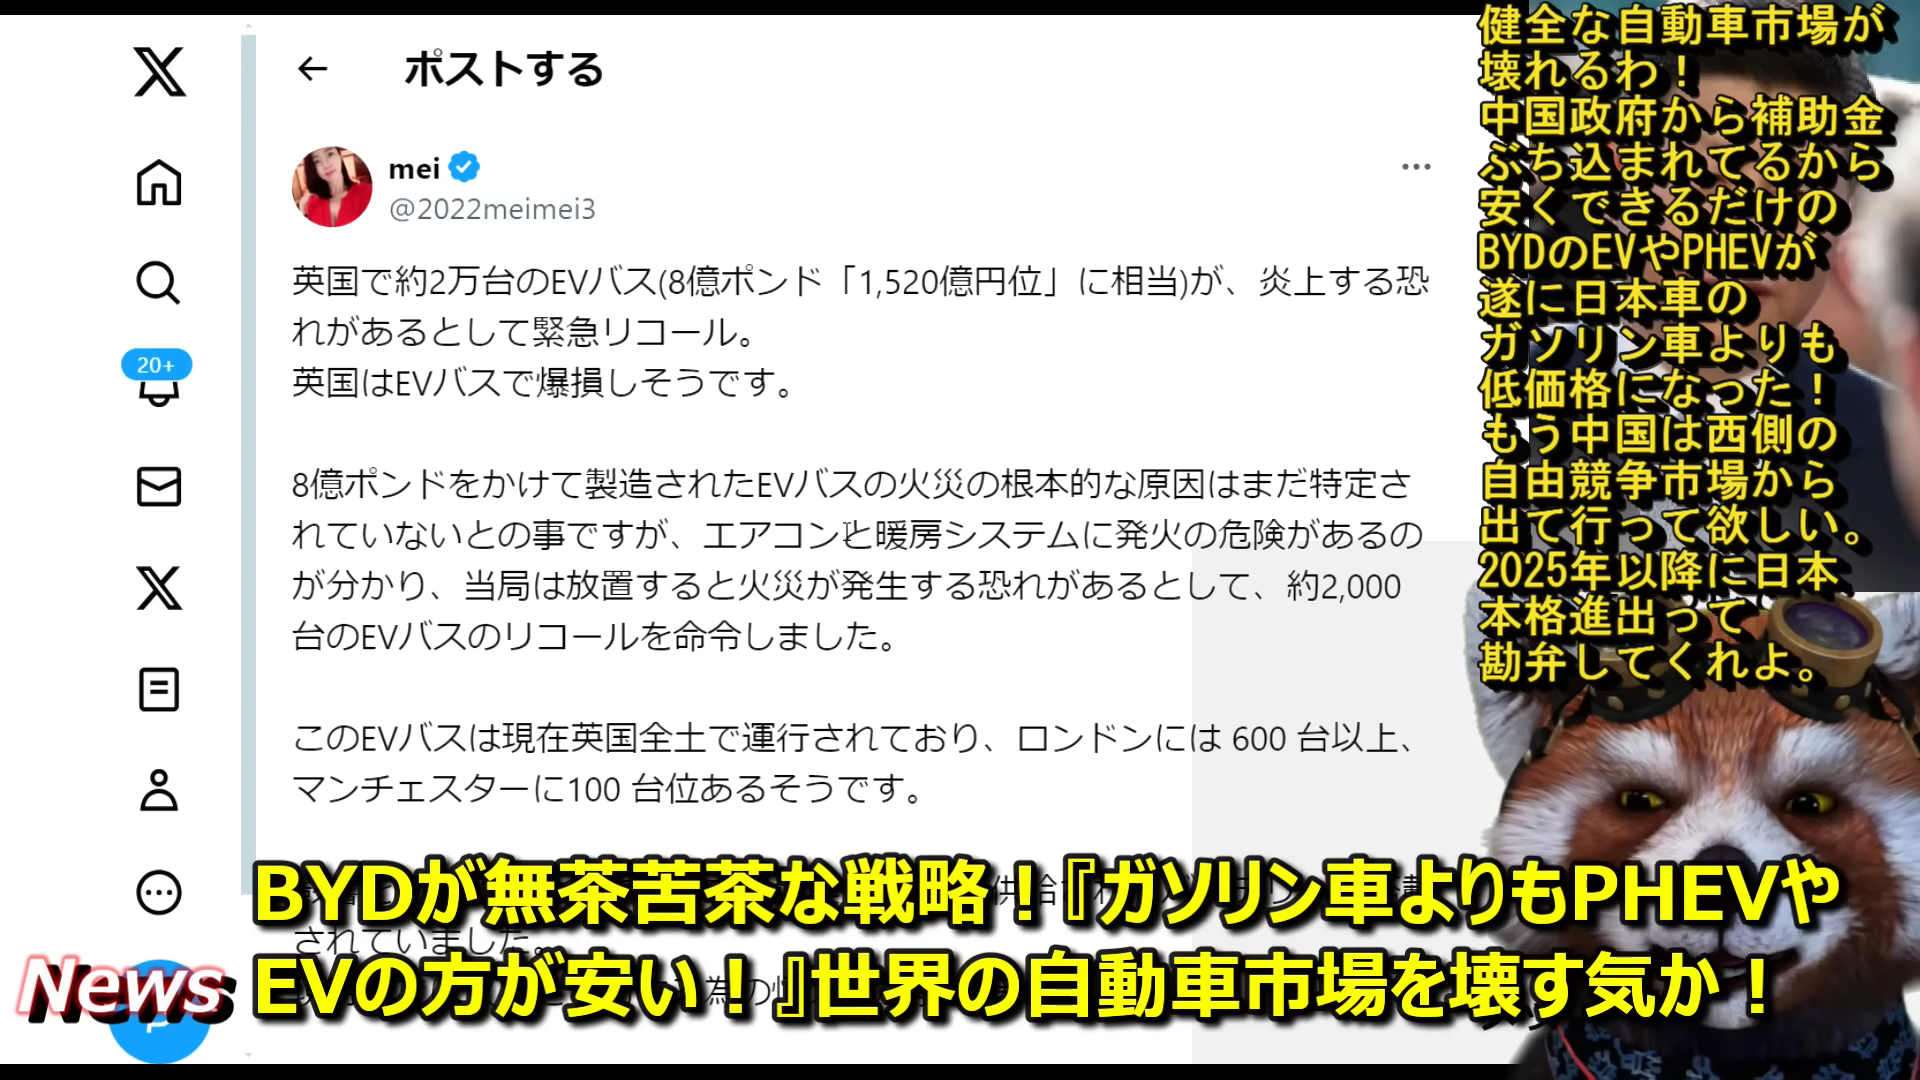 ポストする
mei
@2022meimei3
英国で約2万台のEVバス(8億ポンド「1,520億円位」に相当)が、炎上する恐
れがあるとして緊急リコール。
英国はEVバスで爆損しそうです。
8億ポンドをかけて製造されたEVバスの火災の根本的な原因はまだ特定さ
れていないとの事ですが、エアコンと暖房システムに発火の危険があるの
が分かり、当局は放置すると火災が発生する恐れがあるとして、約2,000
台のEVバスのリコールを命令しました。
このEVバスは現在英国全土で運行されており、ロンドンには 600 台以上、
マンチェスターに100 台位あるそうです。
されていました。
20+
健全な自動車市場が
壊れるわ！
中国政府から補助金
ぶち込まれてるから
安くできるだけの
BYDのEVやPHEVが
遂に日本車の
ガソリン車よりも
低価格になった！
もう中国は西側の
自由競争市場から
出て行って欲しい。
2025年以降に日本
本格進出って
勘弁してくれよ。
BYDが無茶苦茶な戦略！『ガソリン車よりもPHEVや
EVの方が安い！』世界の自動車市場を壊す気か！
News